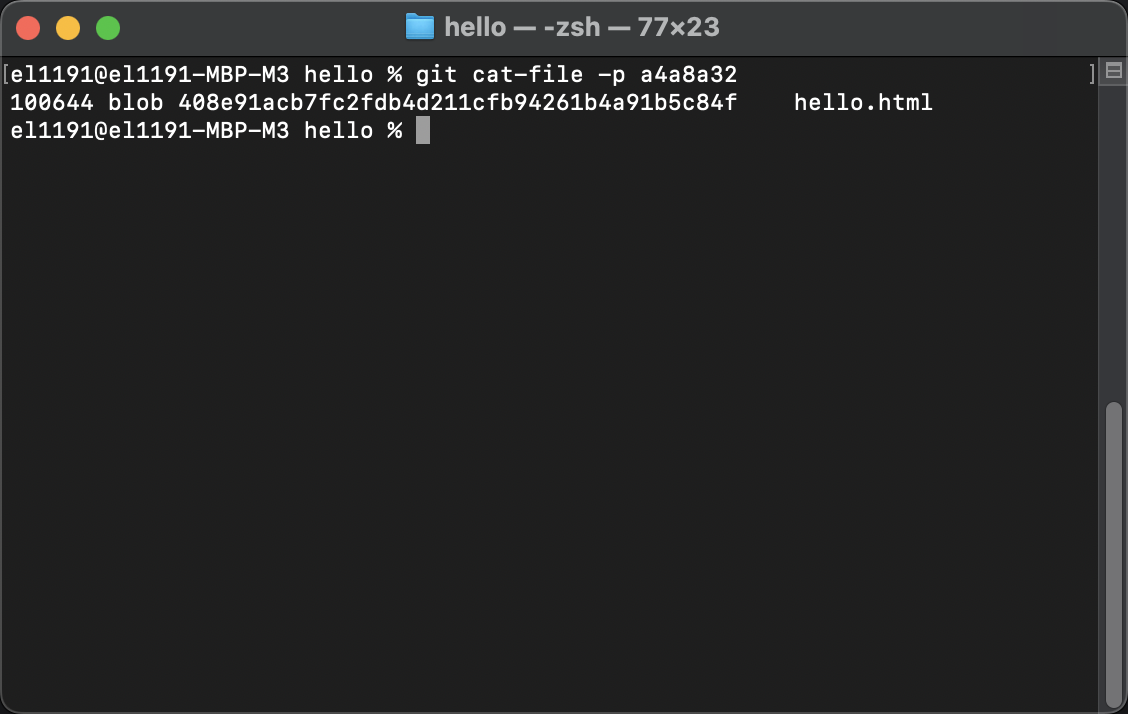 hello — -zsh — 77×23
[el1191@el1191-MBP-M3 hello % git cat-file -p a4a8a32 ]
100644 blob 408e91acb7fc2fdb4d211cfb94261b4a91b5c84f    hello.html
el1191@el1191-MBP-M3 hello %